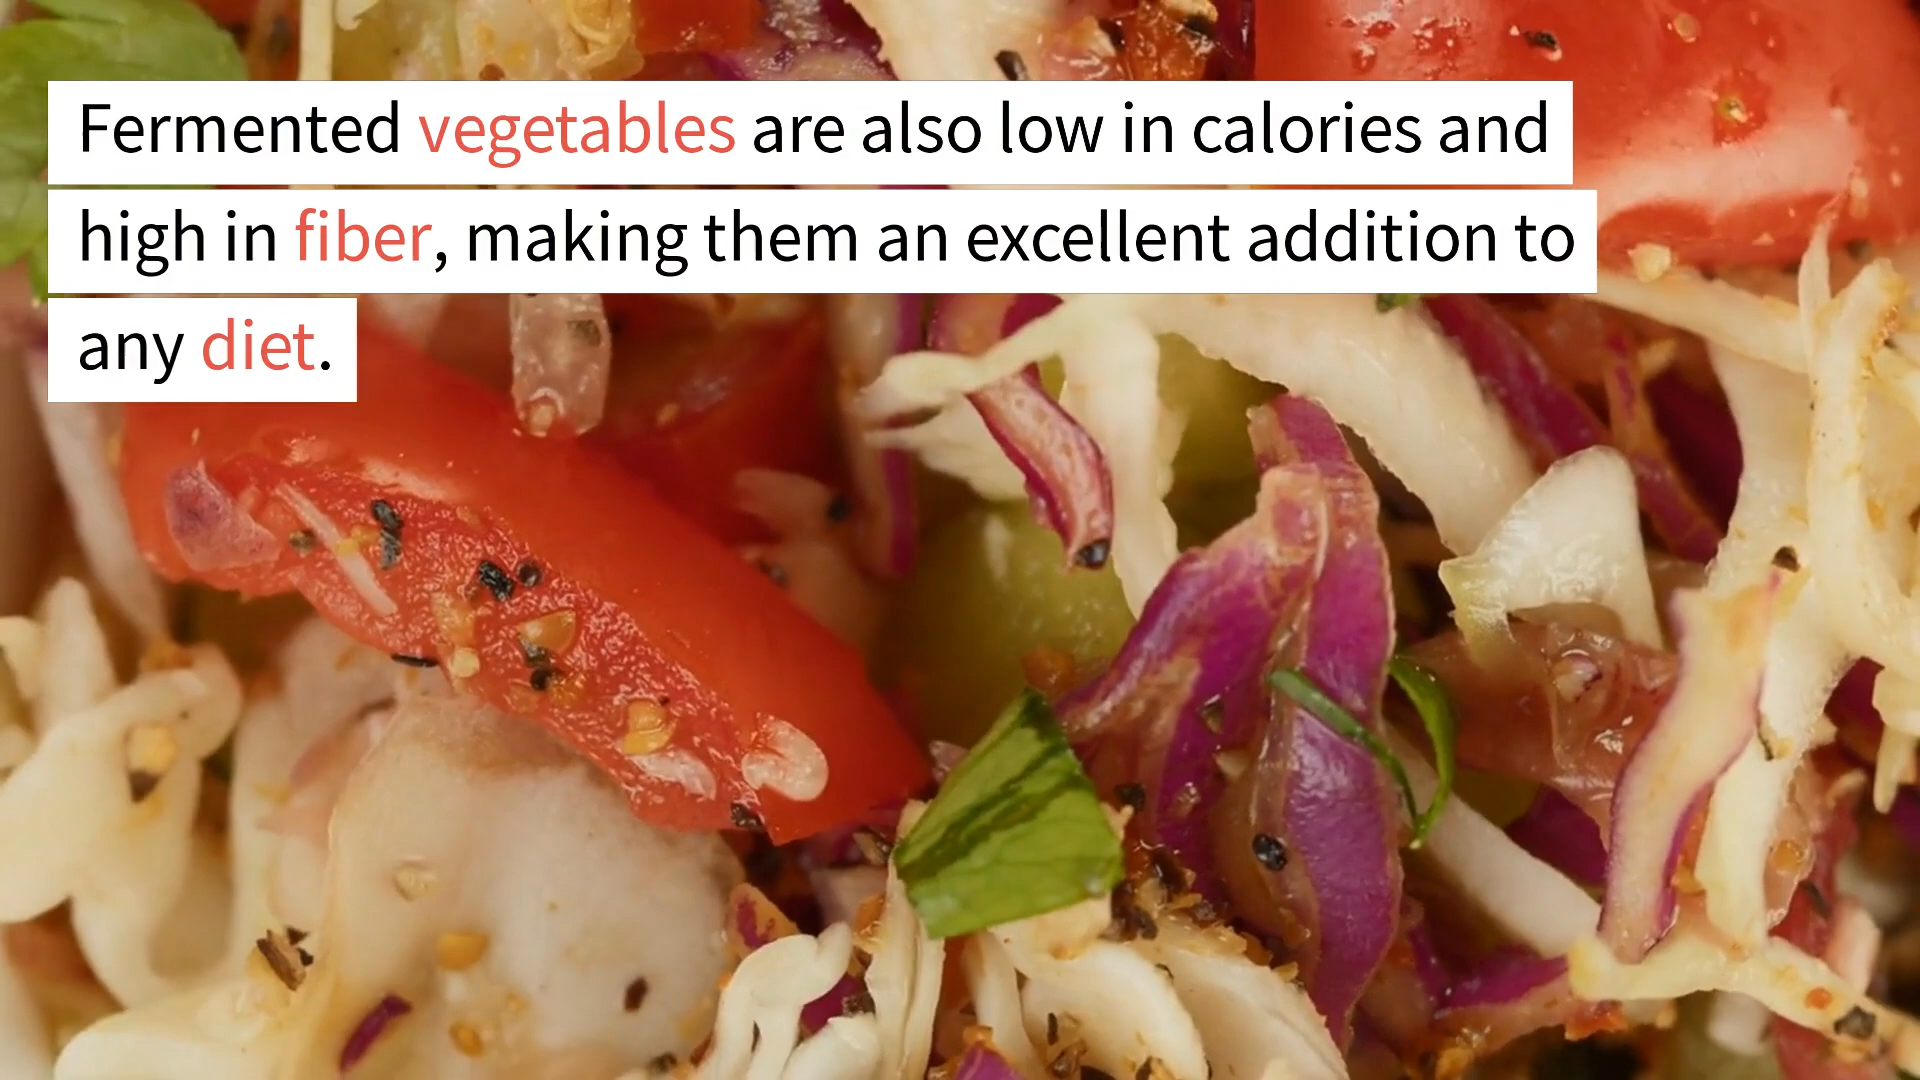 Fermented vegetables are also low in calories and
high in fiber, making them an excellent addition to
any diet.